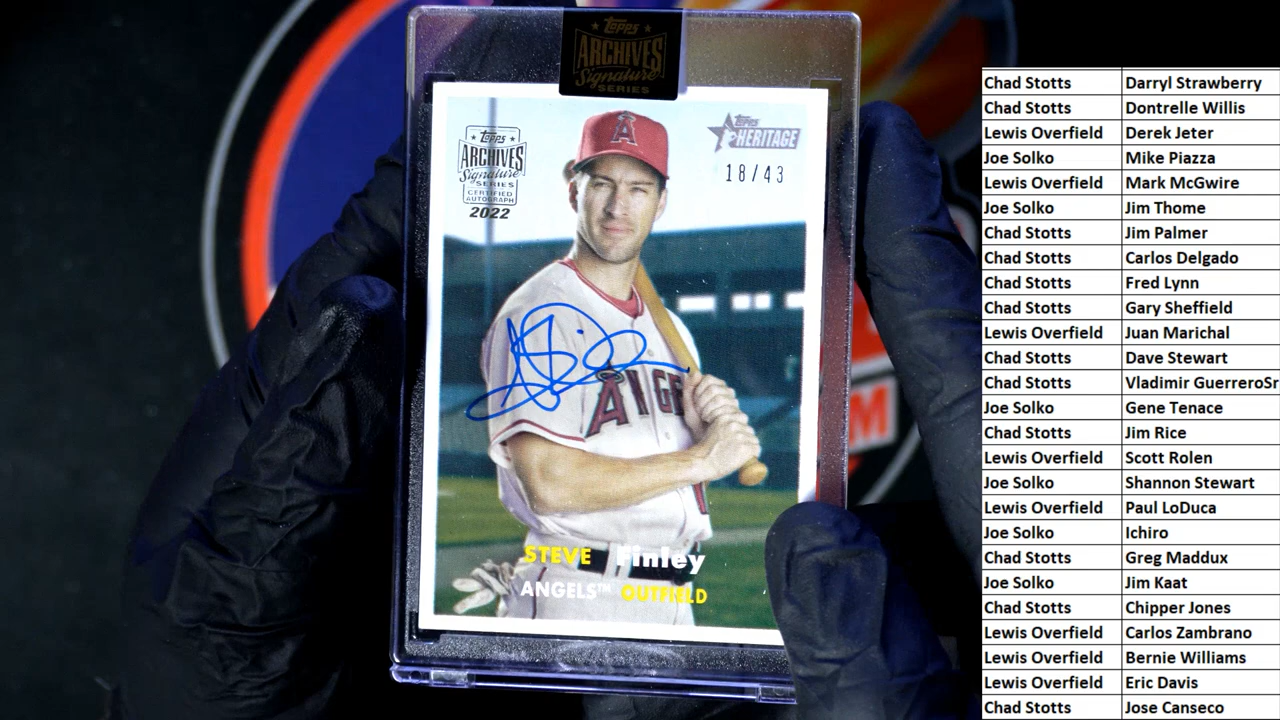 Topps
ARCHIVES
Signature
SERIES
Topps
ARCHIVES
Signature
SERIES
CERTIFIED
AUTOGRAPH
2022
Topps
HERITAGE
18/43
A
ANGE
STEVE Finley
ANGELS™ OUTFIELD
M
Chad Stotts Darryl Strawberry
Chad Stotts Dontrelle Willis
Lewis Overfield Derek Jeter
Joe Solko Mike Piazza
Lewis Overfield Mark McGwire
Joe Solko Jim Thome
Chad Stotts Jim Palmer
Chad Stotts Carlos Delgado
Chad Stotts Fred Lynn
Chad Stotts Gary Sheffield
Lewis Overfield Juan Marichal
Chad Stotts Dave Stewart
Chad Stotts Vladimir GuerreroSr
Joe Solko Gene Tenace
Chad Stotts Jim Rice
Lewis Overfield Scott Rolen
Joe Solko Shannon Stewart
Lewis Overfield Paul LoDuca
Joe Solko Ichiro
Chad Stotts Greg Maddux
Joe Solko Jim Kaat
Chad Stotts Chipper Jones
Lewis Overfield Carlos Zambrano
Lewis Overfield Bernie Williams
Lewis Overfield Eric Davis
Chad Stotts Jose Canseco